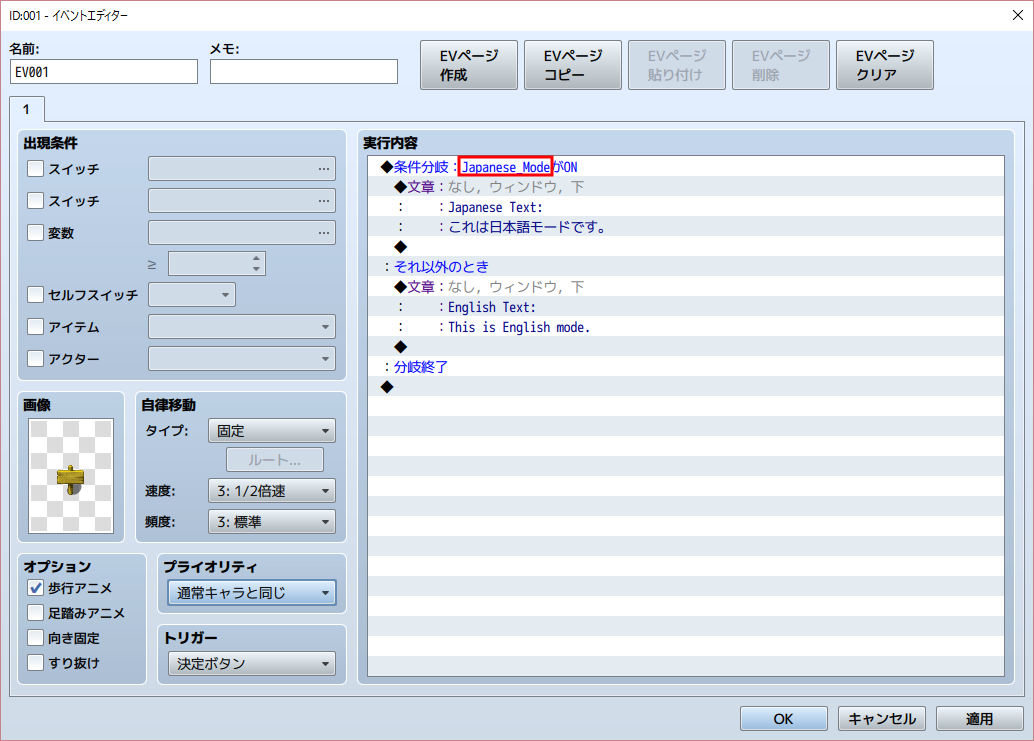 ID:001 - イベントエディター
名前:
メモ:
EV001
EVページ
作成
EVページ
コピー
EVページ
貼り付け
EVページ
削除
EVページ
クリア
1
出現条件
スイッチ
...
スイッチ
...
変数
...
≥
セルフスイッチ
アイテム
アクター
画像
自律移動
タイプ:
固定
ルート...
速度:
3: 1/2倍速
頻度:
3: 標準
オプション
歩行アニメ
足踏みアニメ
向き固定
すり抜け
プライオリティ
通常キャラと同じ
トリガー
決定ボタン
実行内容
◆条件分岐：Japanese_ModeがON
◆文章：なし, ウィンドウ, 下
：　：Japanese Text:
：　：これは日本語モードです。
◆
：それ以外のとき
◆文章：なし, ウィンドウ, 下
：　：English Text:
：　：This is English mode.
◆
：分岐終了
◆
OK
キャンセル
適用